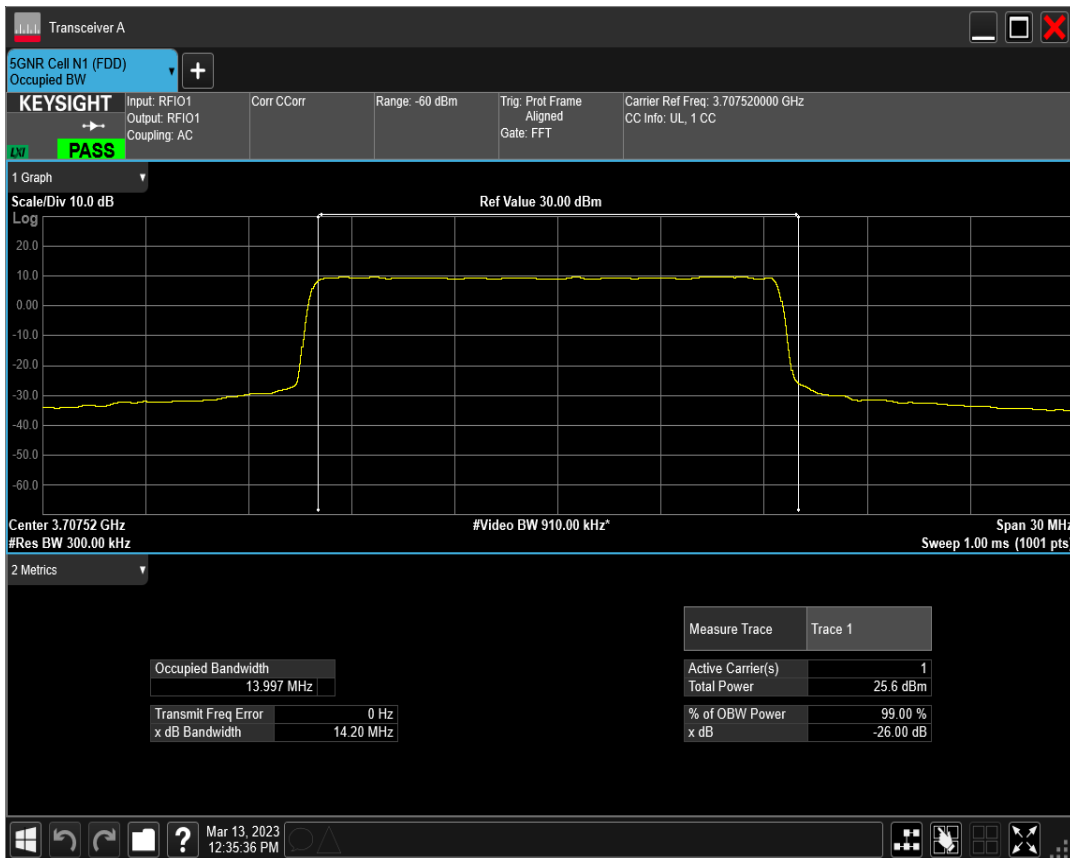 Transceiver A
5GNR Cell N1 (FDD)
Occupied BW
KEYSIGHT
LXI
PASS
Input: RFIO1
Output: RFIO1
Coupling: AC
Corr CCorr
Range: -60 dBm
Trig: Prot Frame
Aligned
Gate: FFT
Carrier Ref Freq: 3.707520000 GHz
CC Info: UL, 1 CC
1 Graph
Scale/Div 10.0 dB
Ref Value 30.00 dBm
Log
20.0
10.0
0.00
-10.0
-20.0
-30.0
-40.0
-50.0
-60.0
Center 3.70752 GHz
#Video BW 910.00 kHz*
Span 30 MHz
#Res BW 300.00 kHz
Sweep 1.00 ms (1001 pts)
2 Metrics
Measure Trace Trace 1
Occupied Bandwidth
13.997 MHz
Active Carrier(s) 1
Total Power 25.6 dBm
Transmit Freq Error 0 Hz
x dB Bandwidth 14.20 MHz
% of OBW Power 99.00 %
x dB -26.00 dB
?
Mar 13, 2023
12:35:36 PM